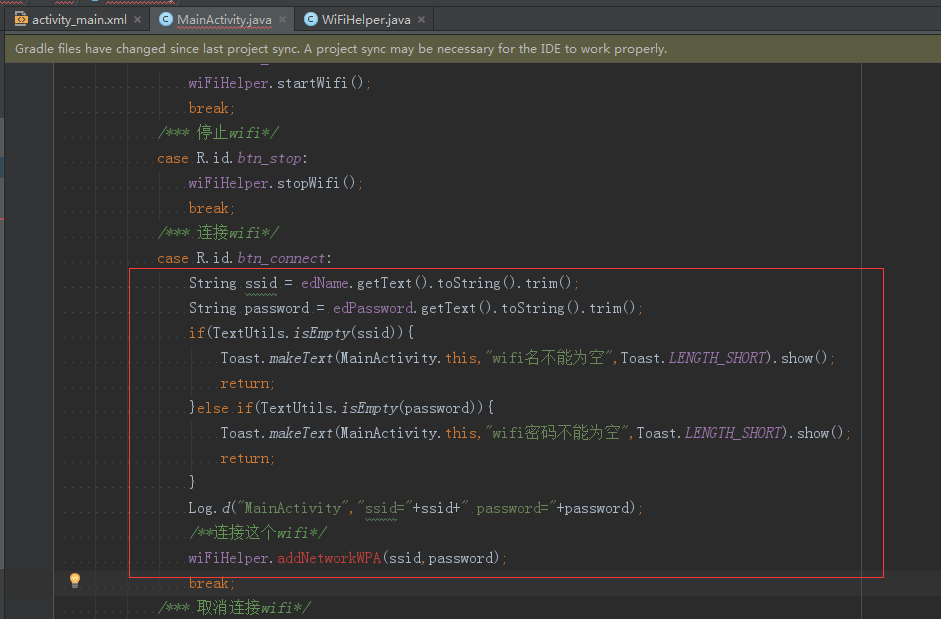 activity_main.xml MainActivity.java WiFiHelper.java
Gradle files have changed since last project sync. A project sync may be necessary for the IDE to work properly.
wiFiHelper.startWifi();
break;
/*** 停止wifi*/
case R.id.btn_stop:
wiFiHelper.stopWifi();
break;
/*** 连接wifi*/
case R.id.btn_connect:
String ssid = edName.getText().toString().trim();
String password = edPassword.getText().toString().trim();
if(TextUtils.isEmpty(ssid)){
Toast.makeText(MainActivity.this,"wifi名不能为空",Toast.LENGTH_SHORT).show();
return;
}else if(TextUtils.isEmpty(password)){
Toast.makeText(MainActivity.this,"wifi密码不能为空",Toast.LENGTH_SHORT).show();
return;
}
Log.d("MainActivity","ssid="+ssid+" password="+password);
/**连接这个wifi*/
wiFiHelper.addNetworkWPA(ssid,password);
break;
/*** 取消连接wifi*/